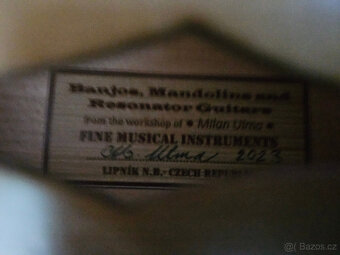 Banjos, Mandolins and
Resonator Guitars
from the workshop of • Milan Ulma •
FINE MUSICAL INSTRUMENTS
Ulma 2023
LIPNÍK N.B.-CZECH REPUBLIC
Bazos.cz